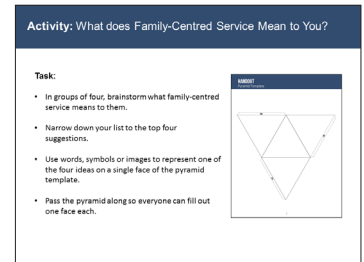 Activity: What does Family-Centred Service Mean to You?
Task:
• In groups of four, brainstorm what family-centred
service means to them.
• Narrow down your list to the top four
suggestions.
• Use words, symbols or images to represent one of
the four ideas on a single face of the pyramid
template.
• Pass the pyramid along so everyone can fill out
one face each.
HANDOUT
Pyramid Template